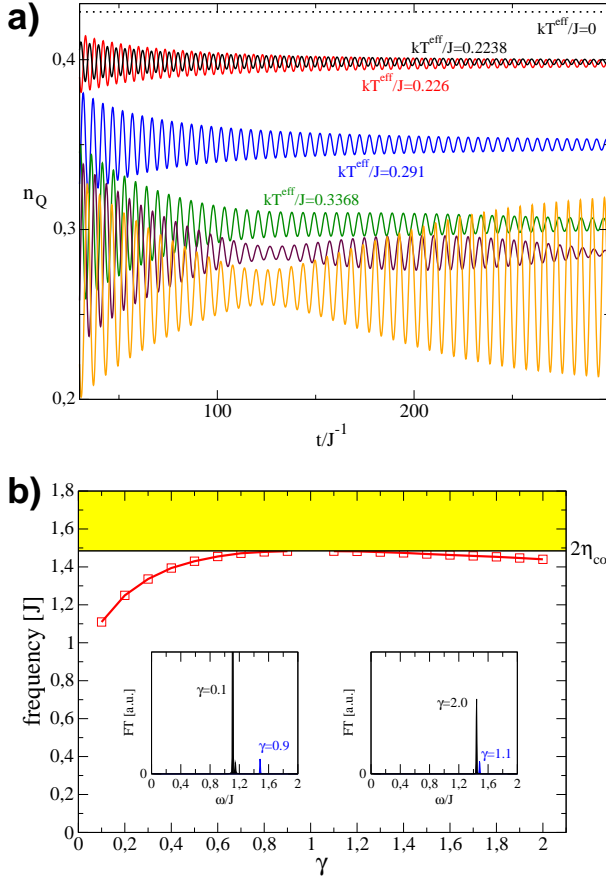 a)
kT^eff/J=0
0,4
kT^eff/J=0.2238
kT^eff/J=0.226
kT^eff/J=0.291
n_Q
0,3
kT^eff/J=0.3368
0,2
100
200
t/J^-1
b)
1,8
1,6
2η_co
1,4
1,2
1
0,8
0,6
0,4
0,2
0
frequency [J]
FT [a.u.]
γ=0.1
γ=0.9
0
0 0,4 0,8 1,2 1,6 2
ω/J
FT [a.u.]
γ=2.0
γ=1.1
0
0 0,4 0,8 1,2 1,6 2
ω/J
0 0,2 0,4 0,6 0,8 1 1,2 1,4 1,6 1,8 2
γ